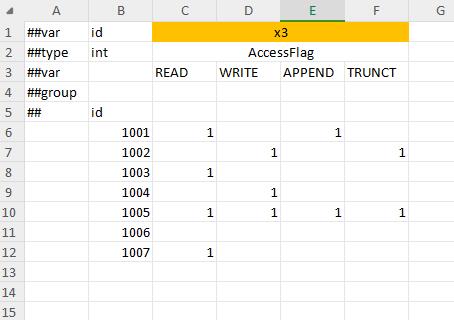 A B C D E F G
1 ##var id x3
2 ##type int AccessFlag
3 ##var READ WRITE APPEND TRUNCT
4 ##group
5 ## id
6 1001 1 1
7 1002 1 1
8 1003 1
9 1004 1
10 1005 1 1 1 1
11 1006
12 1007 1
13
14
15